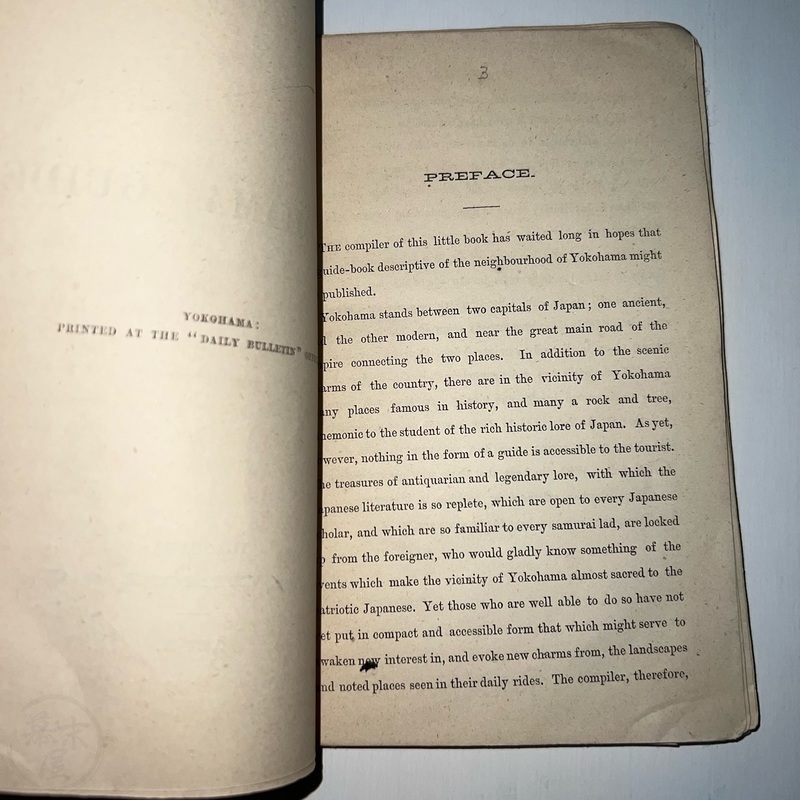 YOKOHAMA:
PRINTED AT THE "DAILY BULLETIN"
3
PREFACE.
THE compiler of this little book has waited long in hopes that
uide-book descriptive of the neighbourhood of Yokohama might
published.
Yokohama stands between two capitals of Japan; one ancient,
the other modern, and near the great main road of the
pire connecting the two places. In addition to the scenic
arms of the country, there are in the vicinity of Yokohama
any places famous in history, and many a rock and tree,
nemonic to the student of the rich historic lore of Japan. As yet,
wever, nothing in the form of a guide is accessible to the tourist.
e treasures of antiquarian and legendary lore, with which the
apanese literature is so replete, which are open to every Japanese
holar, and which are so familiar to every samurai lad, are locked
from the foreigner, who would gladly know something of the
ents which make the vicinity of Yokohama almost sacred to the
atriotic Japanese. Yet those who are well able to do so have not
et put in compact and accessible form that which might serve to
waken new interest in, and evoke new charms from, the landscapes
nd noted places seen in their daily rides. The compiler, therefore,